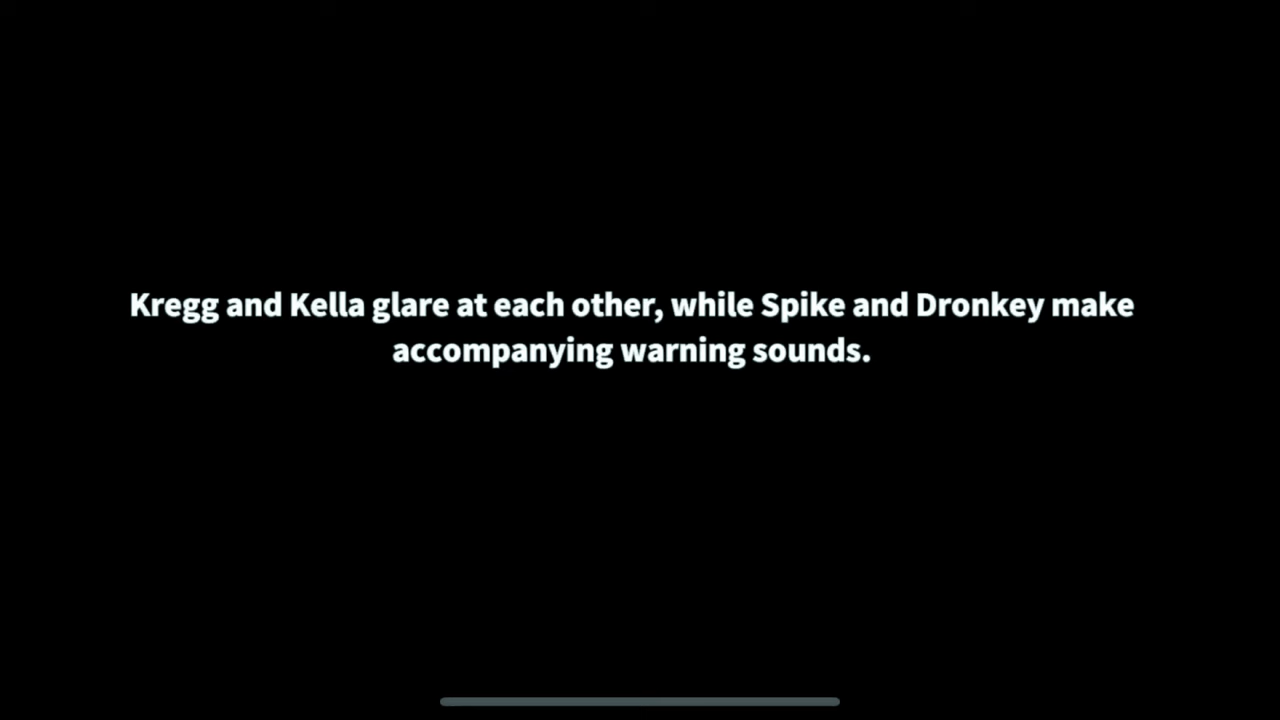 Kregg and Kella glare at each other, while Spike and Dronkey make
accompanying warning sounds.